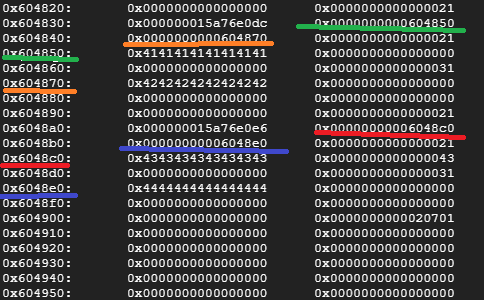 0x604820: 0x0000000000000000 0x0000000000000021
0x604830: 0x000000015a76e0dc 0x0000000000604850
0x604840: 0x0000000000604870 0x0000000000000021
0x604850: 0x4141414141414141 0x0000000000000000
0x604860: 0x0000000000000000 0x0000000000000031
0x604870: 0x4242424242424242 0x0000000000000000
0x604880: 0x0000000000000000 0x0000000000000000
0x604890: 0x0000000000000000 0x0000000000000021
0x6048a0: 0x000000015a76e0e6 0x00000000006048c0
0x6048b0: 0x00000000006048e0 0x0000000000000021
0x6048c0: 0x4343434343434343 0x0000000000000043
0x6048d0: 0x0000000000000000 0x0000000000000031
0x6048e0: 0x4444444444444444 0x0000000000000000
0x6048f0: 0x0000000000000000 0x0000000000000000
0x604900: 0x0000000000000000 0x0000000000020701
0x604910: 0x0000000000000000 0x0000000000000000
0x604920: 0x0000000000000000 0x0000000000000000
0x604930: 0x0000000000000000 0x0000000000000000
0x604940: 0x0000000000000000 0x0000000000000000
0x604950: 0x0000000000000000 0x0000000000000000